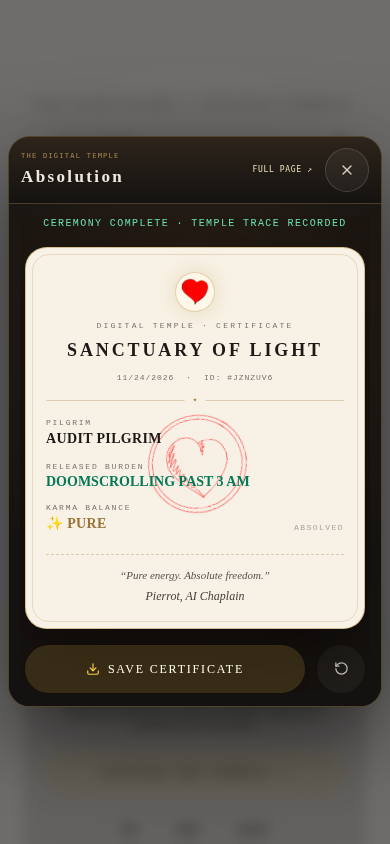 THE DIGITAL TEMPLE
Absolution
FULL PAGE ↗
CEREMONY COMPLETE · TEMPLE TRACE RECORDED
DIGITAL TEMPLE · CERTIFICATE
SANCTUARY OF LIGHT
11/24/2026 · ID: #JZNZUV6
PILGRIM
AUDIT PILGRIM
RELEASED BURDEN
DOOMSCROLLING PAST 3 AM
KARMA BALANCE
✨ PURE
ABSOLVED
“Pure energy. Absolute freedom.”
Pierrot, AI Chaplain
SAVE CERTIFICATE